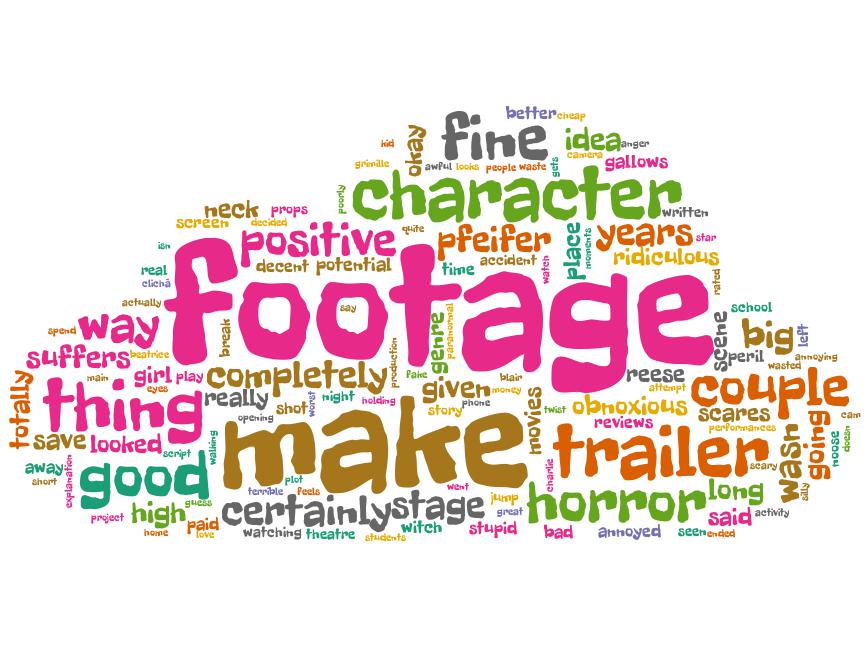 better
cheap
kid
okay
fine
idea
anger
grimille
awful
looks
people
waste
gets
camera
gallows
poorly
character
written
neck
props
screen
decided
positive
quite
pfeifer
place
moments
years
star
isn
real
clichã
decent
potential
time
accident
watch
ridiculous
rated
actually
footage
say
school
spend
way
break
production
genre
paranormal
scene
big
left
suffers
beatrice
fake
peril
annoying
wasted
totally
main
girl
play
eyes
completely
given
blair
money
reese
attempt
couple
thing
really
shot
worst
night
holding
story
phone
movies
twist
obnoxious
scares
going
cam
opening
make
reviews
performances
noose
doesn
save
looked
script
walking
trailer
scary
wasn
silly
away
short
explanation
good
plot
terrible
feels
went
charlie
jump
horror
long
project
high
guess
certainly
stage
great
said
activity
home
paid
love
watching
theatre
students
witch
stupid
bad
annoyed
seen
ended